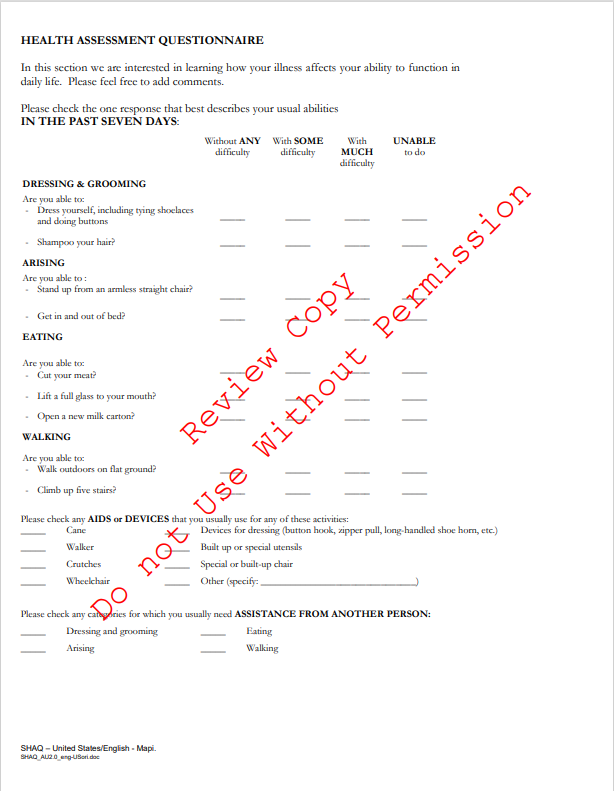 HEALTH ASSESSMENT QUESTIONNAIRE
In this section we are interested in learning how your illness affects your ability to function in
daily life. Please feel free to add comments.
Please check the one response that best describes your usual abilities
IN THE PAST SEVEN DAYS:
Without ANY difficulty
With SOME difficulty
With MUCH difficulty
UNABLE to do
DRESSING & GROOMING
Are you able to:
- Dress yourself, including tying shoelaces
and doing buttons ____ ____ ____ ____
- Shampoo your hair? ____ ____ ____ ____
ARISING
Are you able to :
- Stand up from an armless straight chair? ____ ____ ____ ____
- Get in and out of bed? ____ ____ ____ ____
EATING
Are you able to:
- Cut your meat? ____ ____ ____ ____
- Lift a full glass to your mouth? ____ ____ ____ ____
- Open a new milk carton? ____ ____ ____ ____
WALKING
Are you able to:
- Walk outdoors on flat ground? ____ ____ ____ ____
- Climb up five stairs? ____ ____ ____ ____
Please check any AIDS or DEVICES that you usually use for any of these activities:
____ Cane ____ Devices for dressing (button hook, zipper pull, long-handled shoe horn, etc.)
____ Walker ____ Built up or special utensils
____ Crutches ____ Special or built-up chair
____ Wheelchair ____ Other (specify: ______________________________)
Please check any categories for which you usually need ASSISTANCE FROM ANOTHER PERSON:
____ Dressing and grooming ____ Eating
____ Arising ____ Walking
SHAQ – United States/English - Mapi.
SHAQ_AU2.0_eng-USori.doc
Review Copy
Do not Use Without Permission